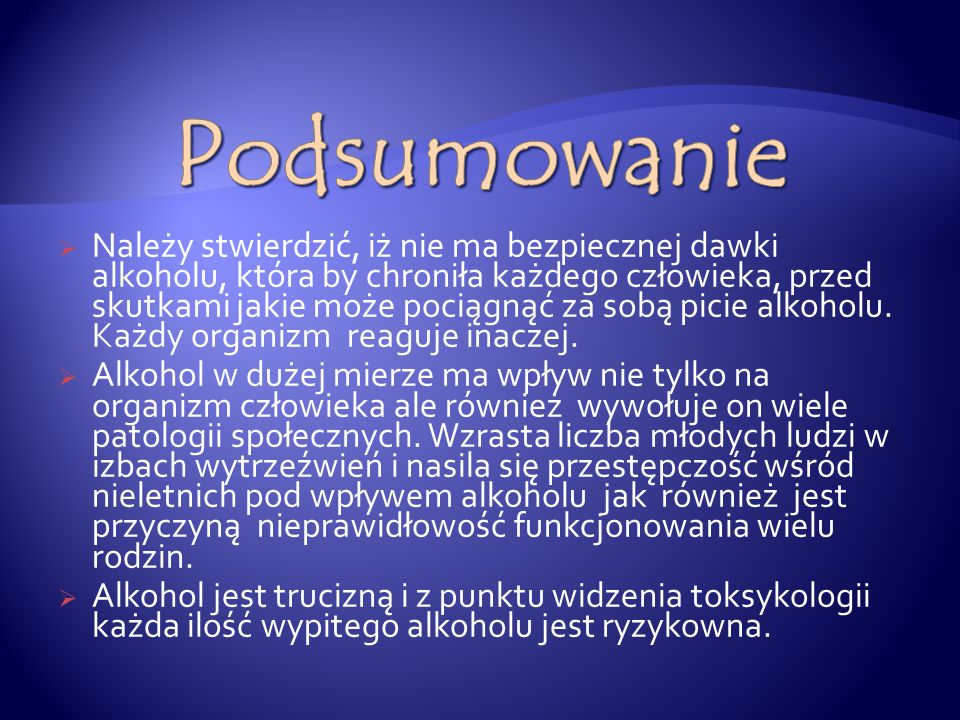 Podsumowanie
Należy stwierdzić, iż nie ma bezpiecznej dawki
alkoholu, która by chroniła każdego człowieka, przed
skutkami jakie może pociągnąć za sobą picie alkoholu.
Każdy organizm reaguje inaczej.
Alkohol w dużej mierze ma wpływ nie tylko na
organizm człowieka ale również wywołuje on wiele
patologii społecznych. Wzrasta liczba młodych ludzi w
izbach wytrzeźwień i nasila się przestępczość wśród
nieletnich pod wpływem alkoholu jak również jest
przyczyną nieprawidłowość funkcjonowania wielu
rodzin.
Alkohol jest trucizną i z punktu widzenia toksykologii
każda ilość wypitego alkoholu jest ryzykowna.